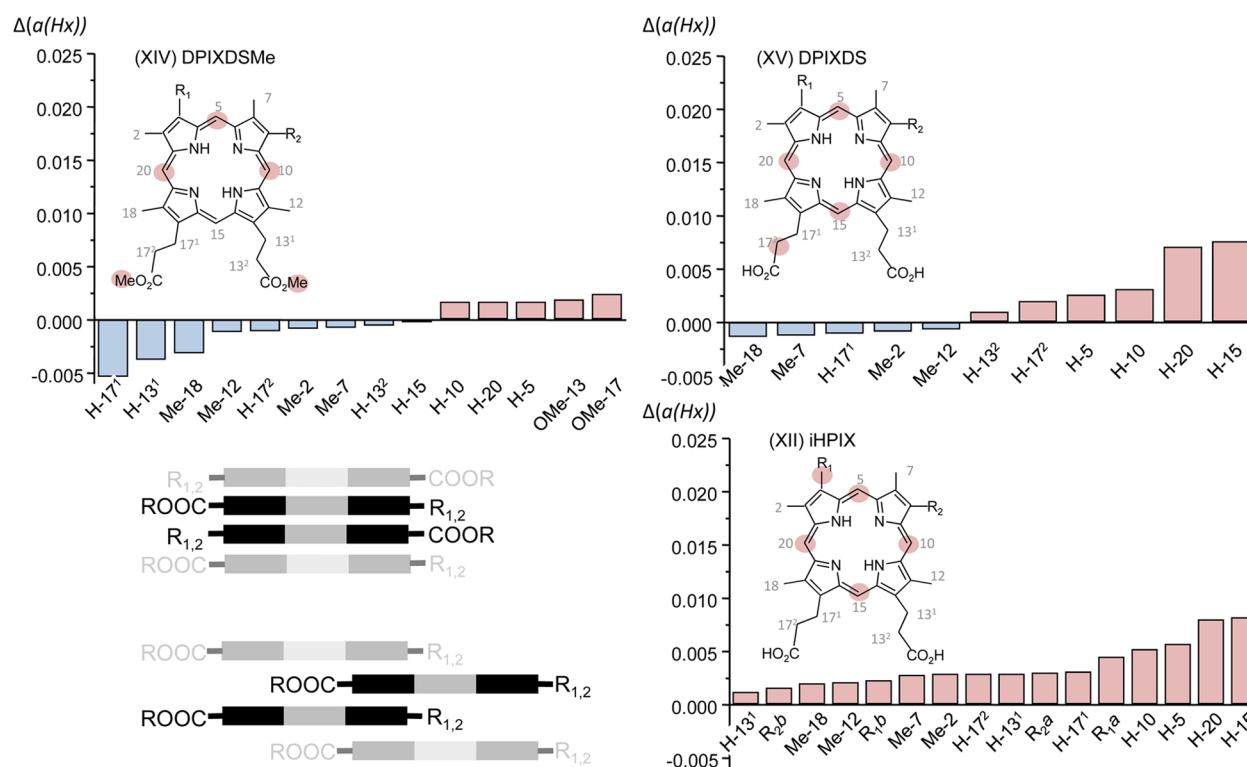 Δ(a(Hx))
0.025
0.020
0.015
0.010
0.005
0.000
-0.005
(XIV) DPIXDSMe
R₁
5
7
2
R₂
NH
N
20
10
N
HN
18
12
15
17²
17¹
13¹
13²
MeO₂C
CO₂Me
H-17¹
H-13¹
Me-18
Me-12
H-17²
Me-2
Me-7
H-13²
H-15
H-10
H-20
H-5
OMe-13
OMe-17
Δ(a(Hx))
0.025
0.020
0.015
0.010
0.005
0.000
-0.005
(XV) DPIXDS
R₁
5
7
2
R₂
NH
N
20
10
N
HN
18
12
15
17²
17¹
13¹
13²
HO₂C
CO₂H
Me-18
Me-7
H-17¹
Me-2
Me-12
H-13²
H-17²
H-5
H-10
H-20
H-15
R₁,₂ COOR
ROOC R₁,₂
R₁,₂ COOR
ROOC R₁,₂
ROOC R₁,₂
ROOC R₁,₂
ROOC R₁,₂
ROOC R₁,₂
Δ(a(Hx))
0.025
0.020
0.015
0.010
0.005
0.000
-0.005
(XII) iHPIX
R₁
5
7
2
R₂
NH
N
20
10
N
HN
18
12
15
17²
17¹
13¹
13²
HO₂C
CO₂H
H-13¹
R₂b
Me-18
Me-12
R₁b
Me-7
Me-2
H-17²
H-13¹
R₂a
H-17¹
R₁a
H-10
H-5
H-20
H-15